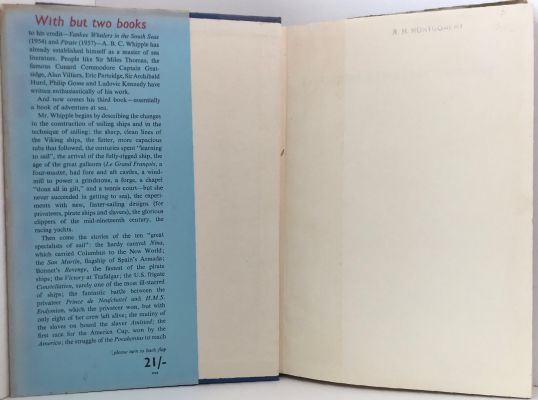 With but two books
to his credit—Yankee Whalers in the South Seas
(1954) and Pirate (1957)—A. B. C. Whipple has
already established himself as a master of sea
literature. People like Sir Miles Thomas, the
famous Cunard Commodore Captain Grat-
tidge, Alan Villiers, Eric Partridge, Sir Archibald
Hurd, Philip Gosse and Ludovic Kennedy have
written enthusiastically of his work.
And now comes his third book—essentially
a book of adventure at sea.
Mr. Whipple begins by describing the changes
in the construction of sailing ships and in the
technique of sailing: the sharp, clean lines of
the Viking ships, the fatter, more capacious
tubs that followed, the centuries spent "learning
to sail", the arrival of the fully-rigged ship, the
age of the great galleons (Le Grand François, a
four-master, had fore and aft castles, a wind-
mill to power a grindstone, a forge, a chapel
"done all in gilt," and a tennis court—but she
never succeeded in getting to sea), the experi-
ments with new, faster-sailing designs (for
privateers, pirate ships and slavers), the glorious
clippers of the mid-nineteenth century, the
racing yachts.
Then come the stories of the ten "great
specialists of sail": the hardy caravel Nina,
which carried Columbus to the New World;
the San Martin, flagship of Spain's Armada;
Bonnet's Revenge, the fastest of the pirate
ships; the Victory at Trafalgar; the U.S. frigate
Constellation, surely one of the most ill-starred
of ships; the fantastic battle between the
privateer Prince de Neufchatel and H.M.S.
Endymion, which the privateer won, but with
only eight of her crew left alive; the mutiny of
the slaves on board the slaver Amistad; the
first race for the America Cup, won by the
America; the struggle of the Pocahontas to reach
(please turn to back flap
21/-
net
R. H. MONTGOMERY